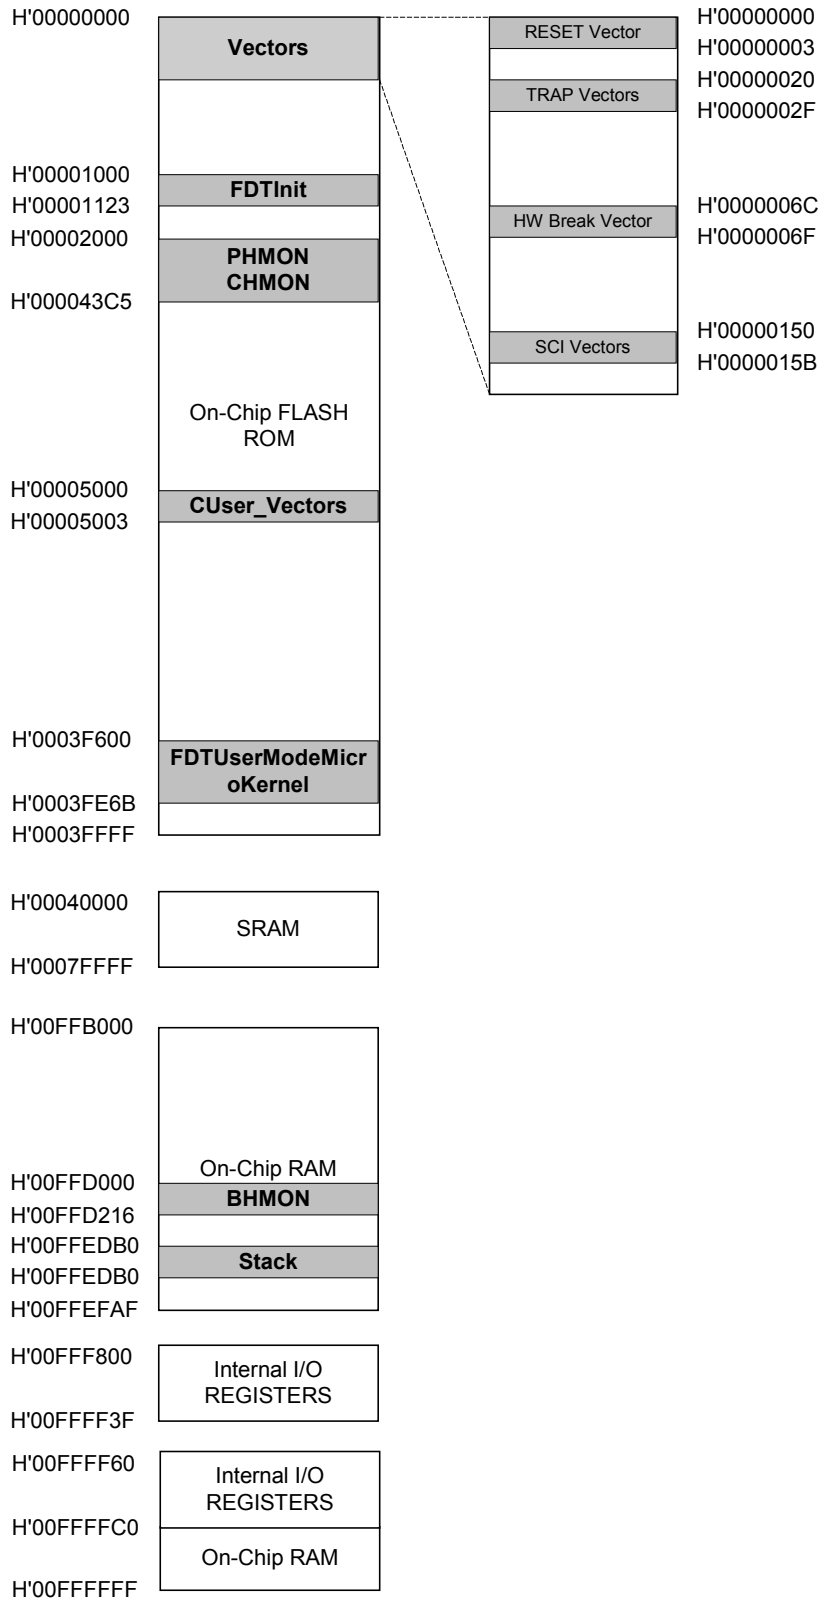 H'00000000
Vectors
H'00001000
FDTInit
H'00001123
H'00002000
PHMON
CHMON
H'000043C5
On-Chip FLASH
ROM
H'00005000
CUser_Vectors
H'00005003
H'0003F600
FDTUserModeMicr
oKernel
H'0003FE6B
H'0003FFFF
H'00040000
SRAM
H'0007FFFF
H'00FFB000
On-Chip RAM
H'00FFD000
BHMON
H'00FFD216
H'00FFEDB0
Stack
H'00FFEDB0
H'00FFEFAF
H'00FFF800
Internal I/O
REGISTERS
H'00FFFF3F
H'00FFFF60
Internal I/O
REGISTERS
H'00FFFFC0
On-Chip RAM
H'00FFFFFF
RESET Vector
H'00000000
H'00000003
TRAP Vectors
H'00000020
H'0000002F
HW Break Vector
H'0000006C
H'0000006F
SCI Vectors
H'00000150
H'0000015B